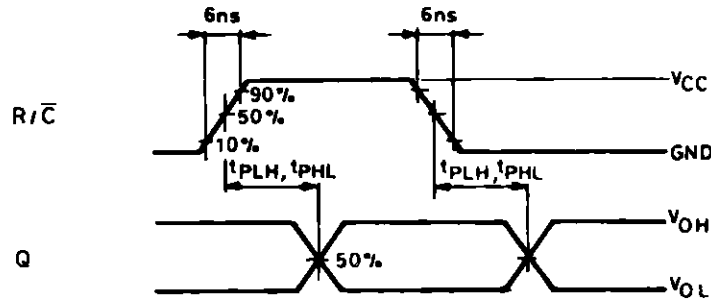 6ns 6ns
R/C̅
90%
50%
10%
VCC
GND
tPLH, tPHL tPLH, tPHL
Q
50%
VOH
VOL